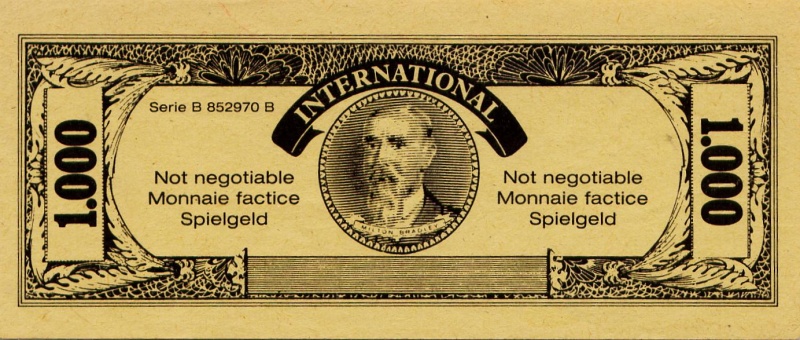 INTERNATIONAL
Serie B 852970 B
1.000
1.000
Not negotiable
Monnaie factice
Spielgeld
Not negotiable
Monnaie factice
Spielgeld
MILTON BRADLEY